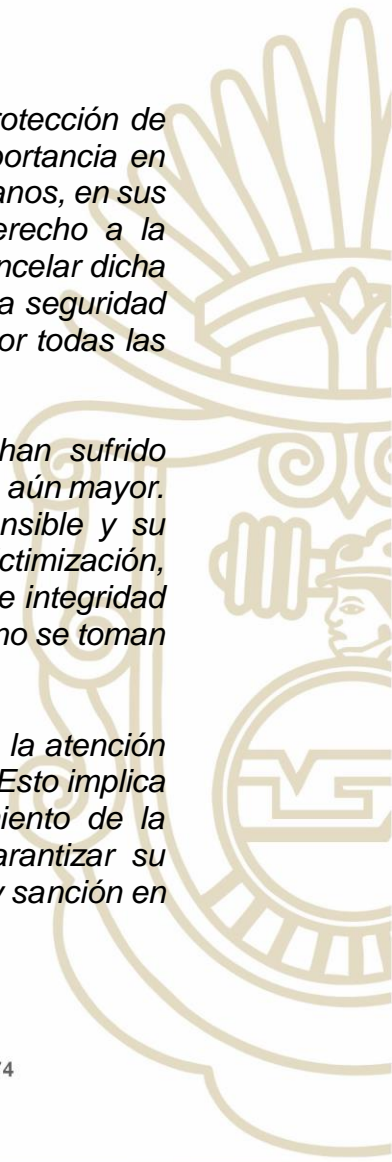 rotección de
portancia en
anos, en sus
erecho a la
ncelar dicha
a seguridad
or todas las
han sufrido
aún mayor.
nsible y su
ctimización,
e integridad
no se toman
la atención
Esto implica
iento de la
arantizar su
y sanción en
74